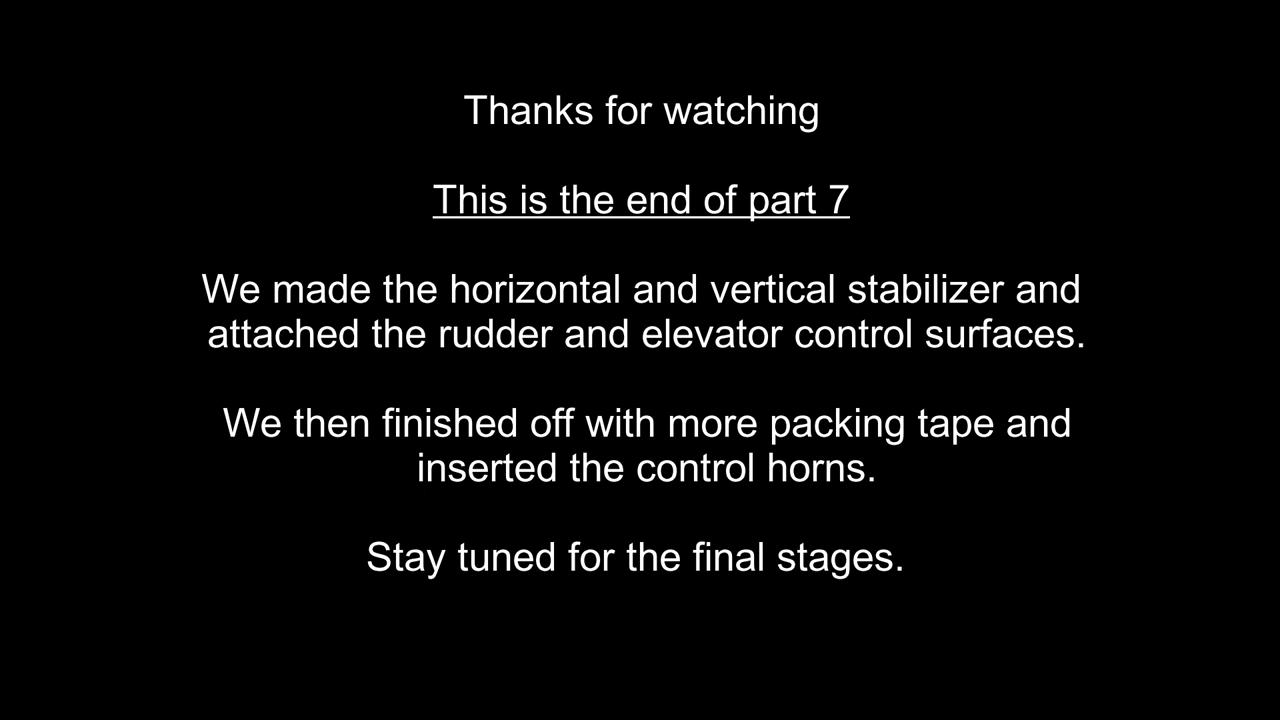 Thanks for watching
This is the end of part 7
We made the horizontal and vertical stabilizer and
attached the rudder and elevator control surfaces.
We then finished off with more packing tape and
inserted the control horns.
Stay tuned for the final stages.